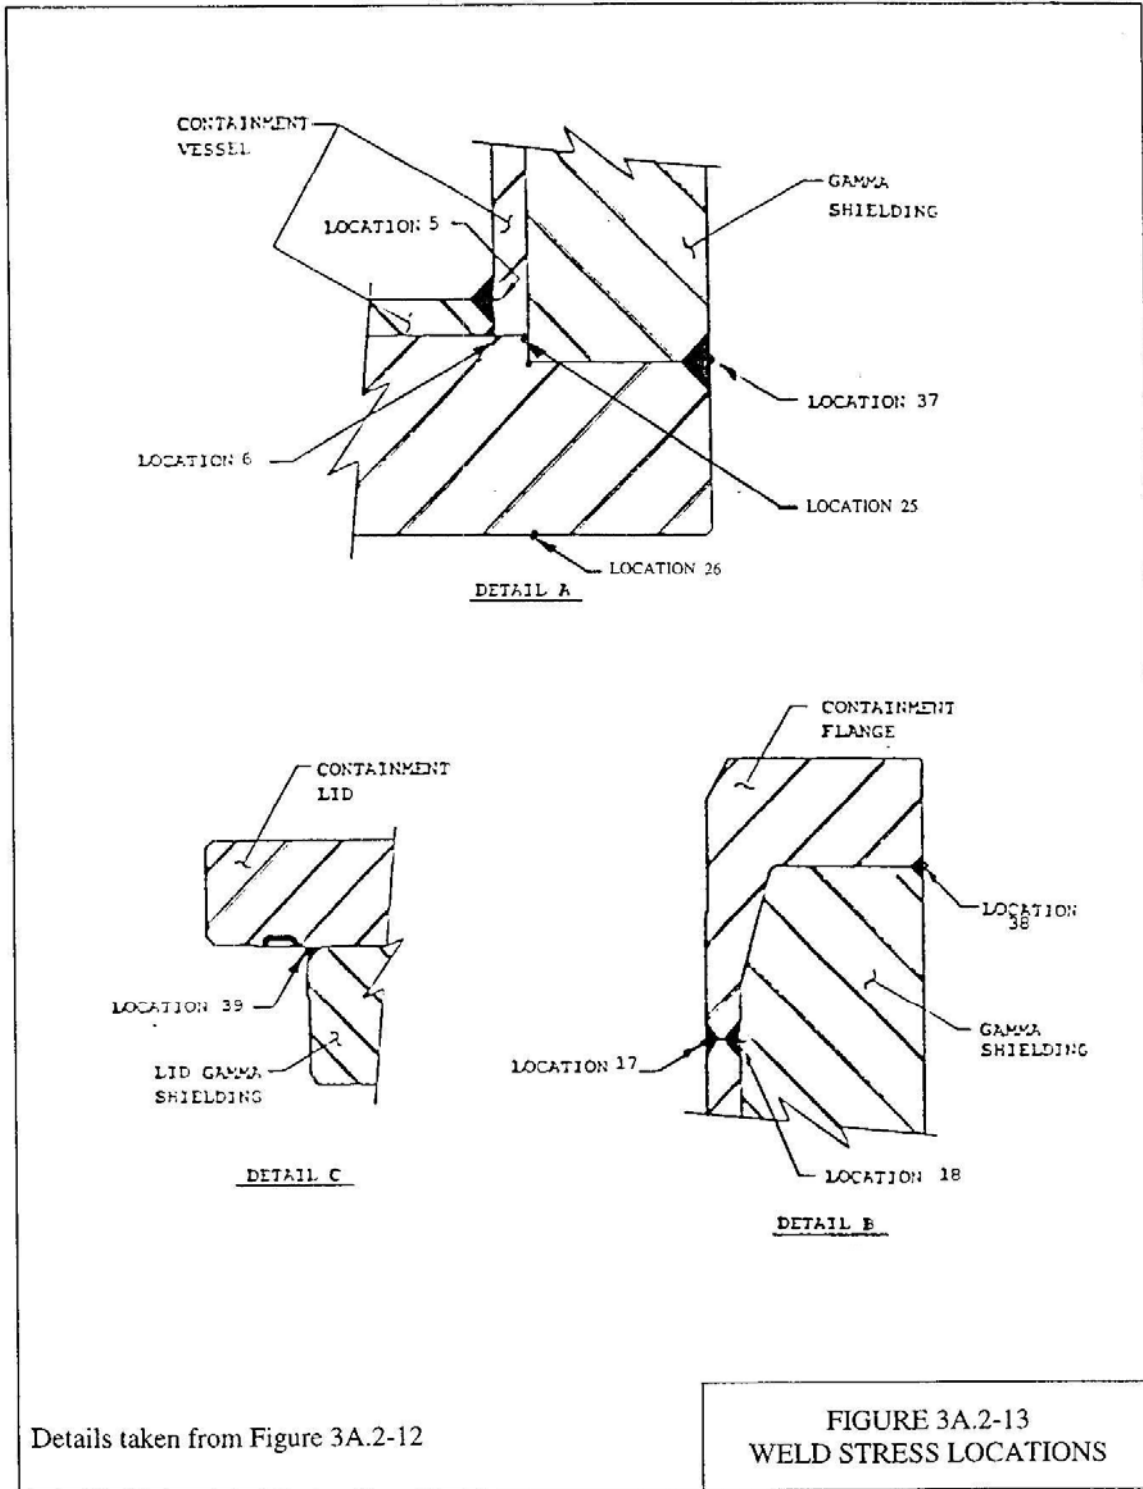 CONTAINMENT
VESSEL
LOCATION 5
GAMMA
SHIELDING
LOCATION 37
LOCATION 6
LOCATION 25
LOCATION 26
DETAIL A
CONTAINMENT
FLANGE
CONTAINMENT
LID
LOCATION
38
LOCATION 39
GAMMA
SHIELDING
LOCATION 17
LID GAMMA
SHIELDING
LOCATION 18
DETAIL C
DETAIL B
Details taken from Figure 3A.2-12
FIGURE 3A.2-13
WELD STRESS LOCATIONS